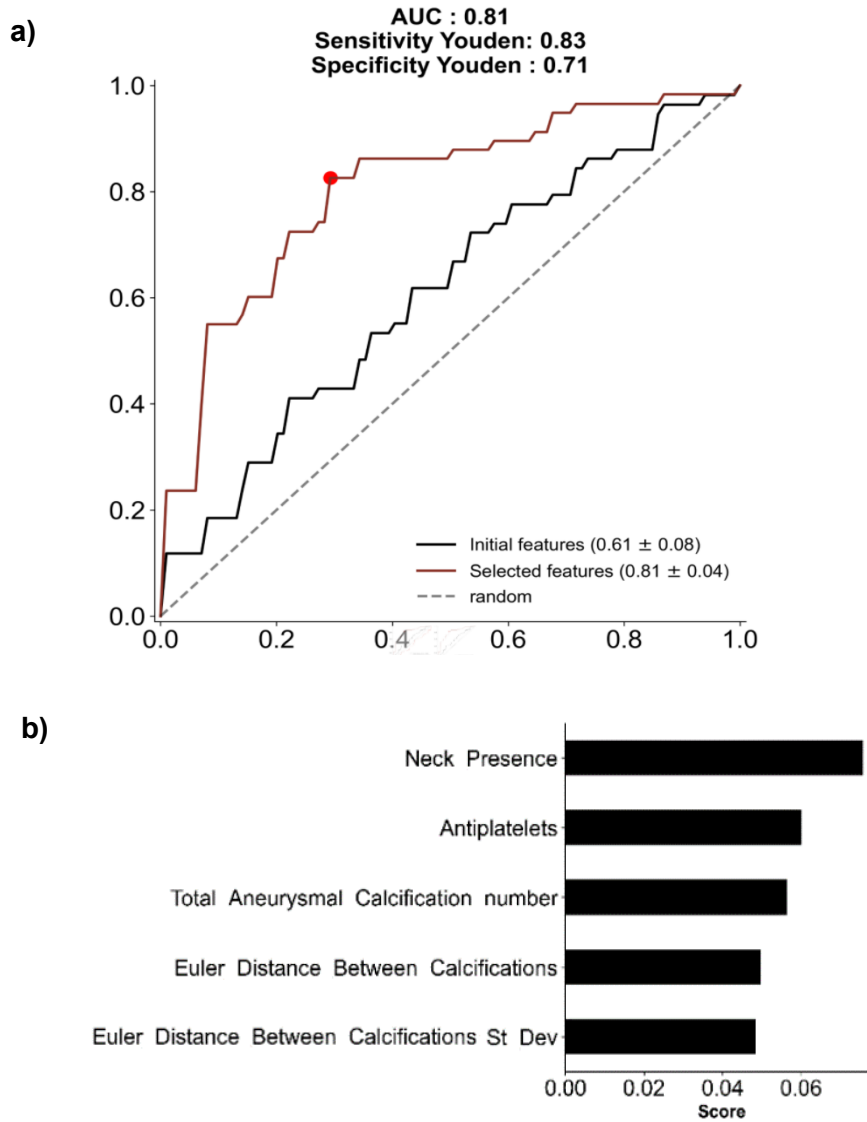 a)
AUC : 0.81
Sensitivity Youden: 0.83
Specificity Youden : 0.71
1.0
0.8
0.6
0.4
0.2
0.0
Initial features (0.61 ± 0.08)
Selected features (0.81 ± 0.04)
random
0.0 0.2 0.4 0.6 0.8 1.0
b)
Neck Presence
Antiplatelets
Total Aneurysmal Calcification number
Euler Distance Between Calcifications
Euler Distance Between Calcifications St Dev
0.00 0.02 0.04 0.06
Score